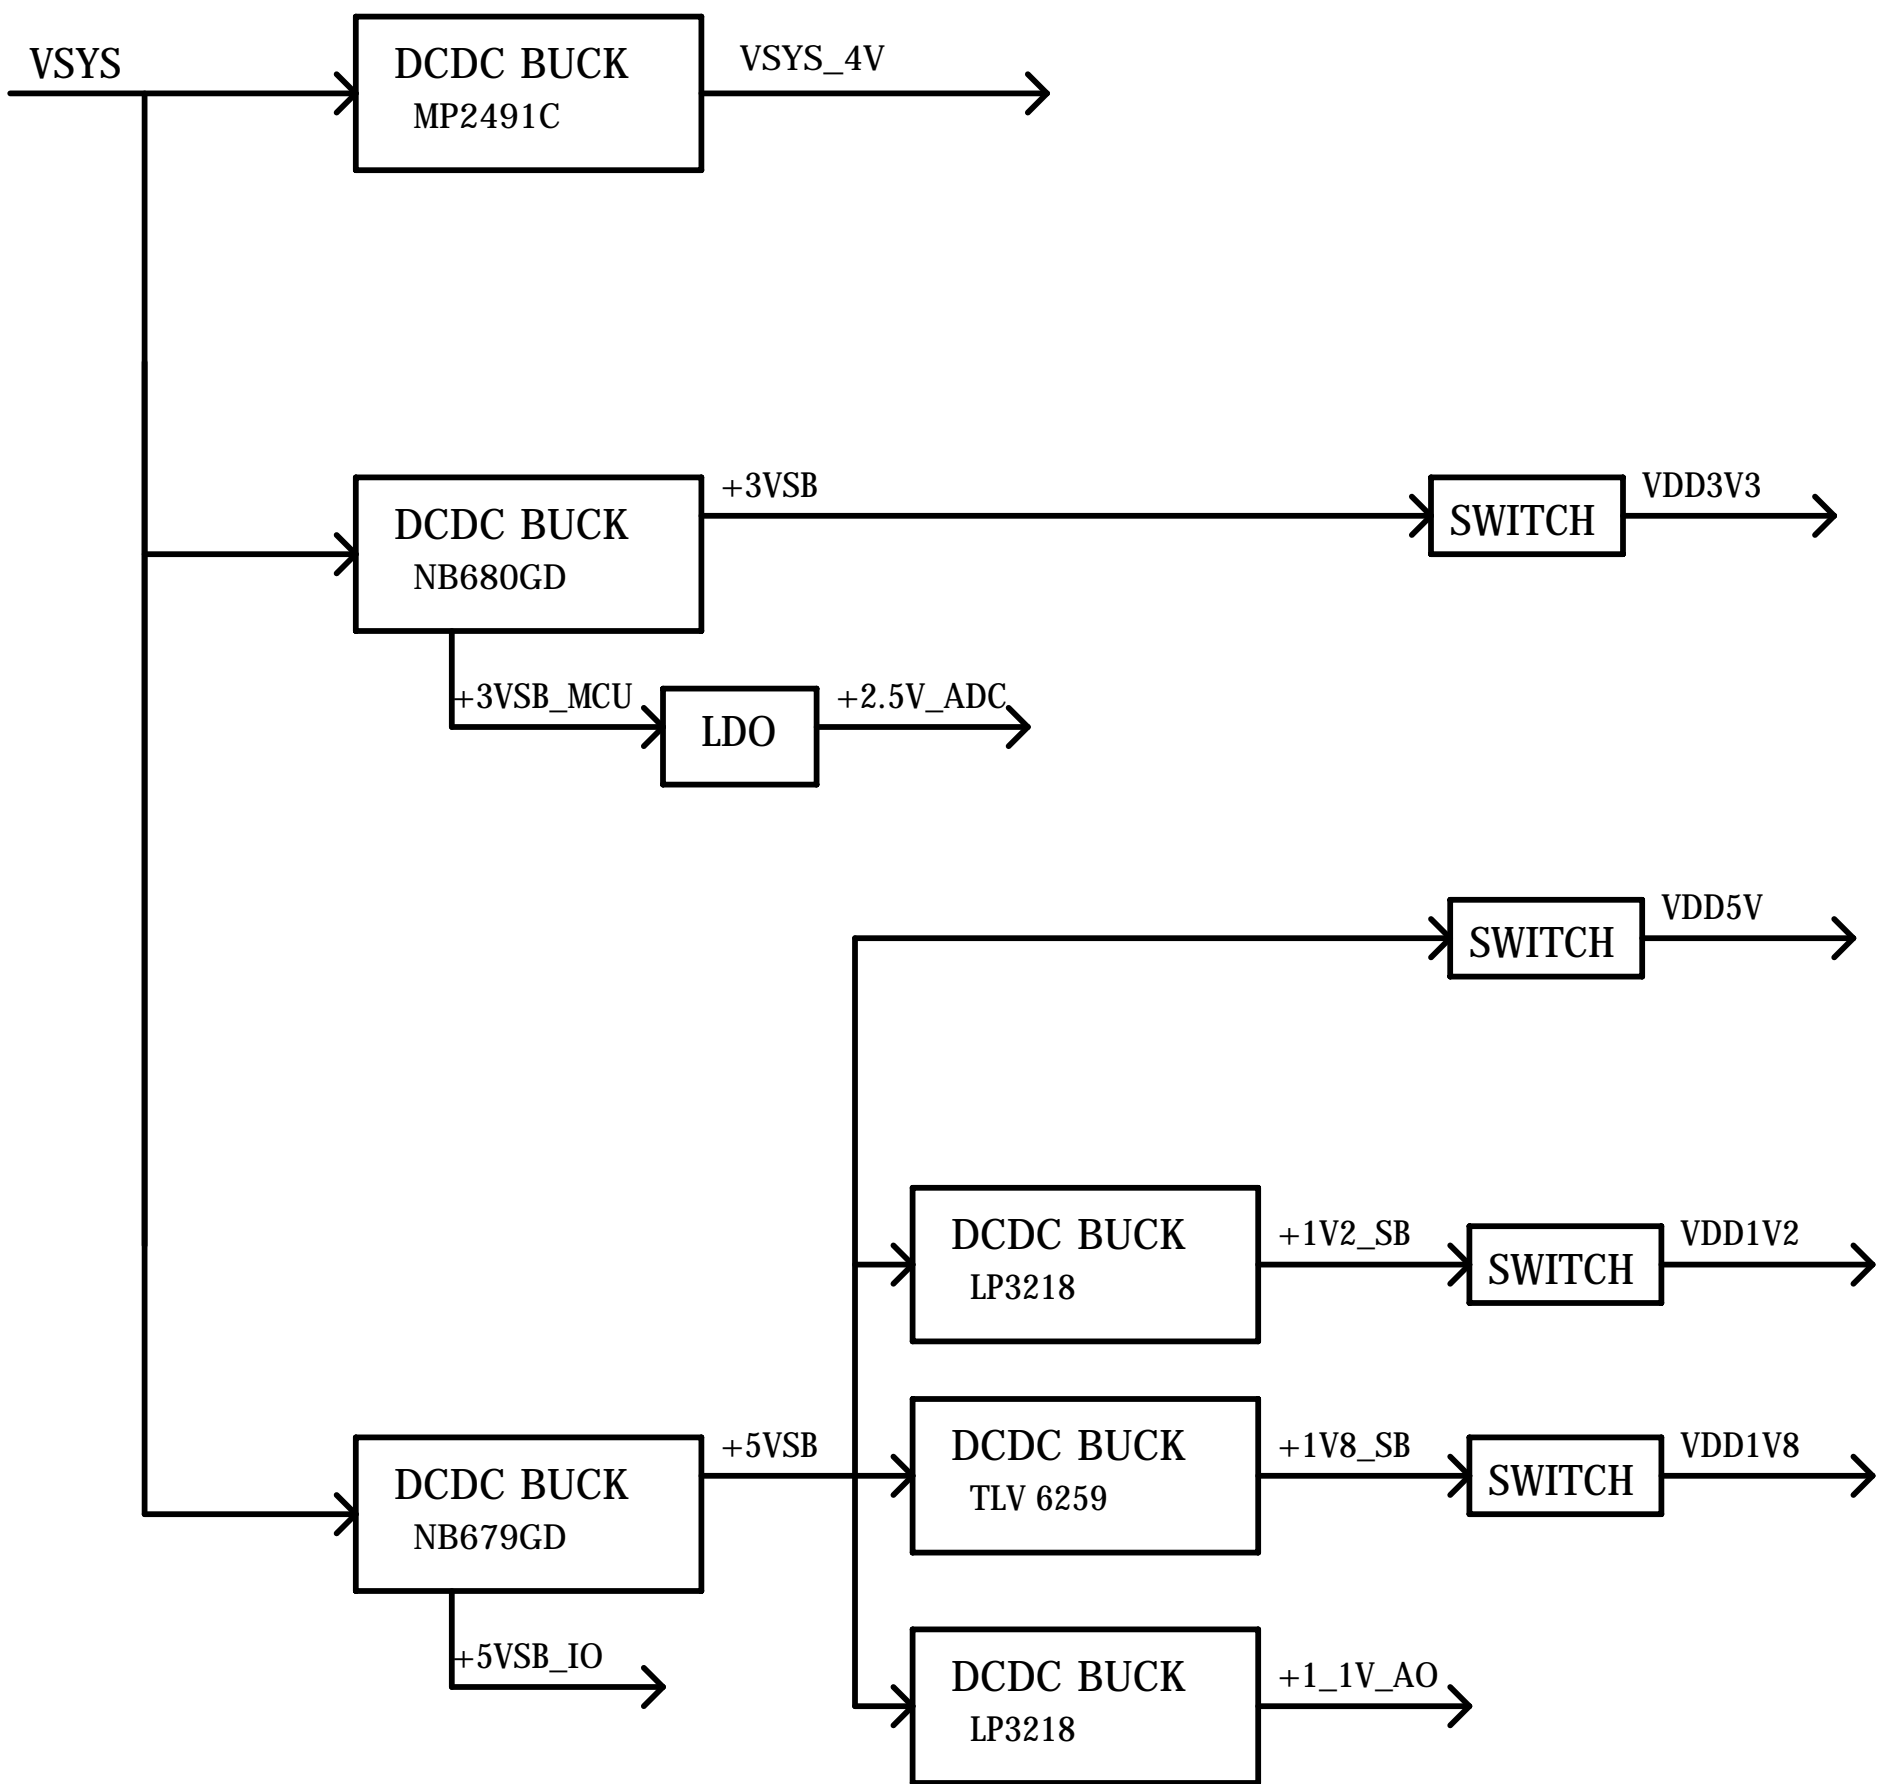 VSYS
DCDC BUCK
MP2491C
VSYS_4V
DCDC BUCK
NB680GD
+3VSB
SWITCH
VDD3V3
+3VSB_MCU
LDO
+2.5V_ADC
SWITCH
VDD5V
DCDC BUCK
LP3218
+1V2_SB
SWITCH
VDD1V2
DCDC BUCK
NB679GD
+5VSB
DCDC BUCK
TLV 6259
+1V8_SB
SWITCH
VDD1V8
+5VSB_IO
DCDC BUCK
LP3218
+1_1V_AO